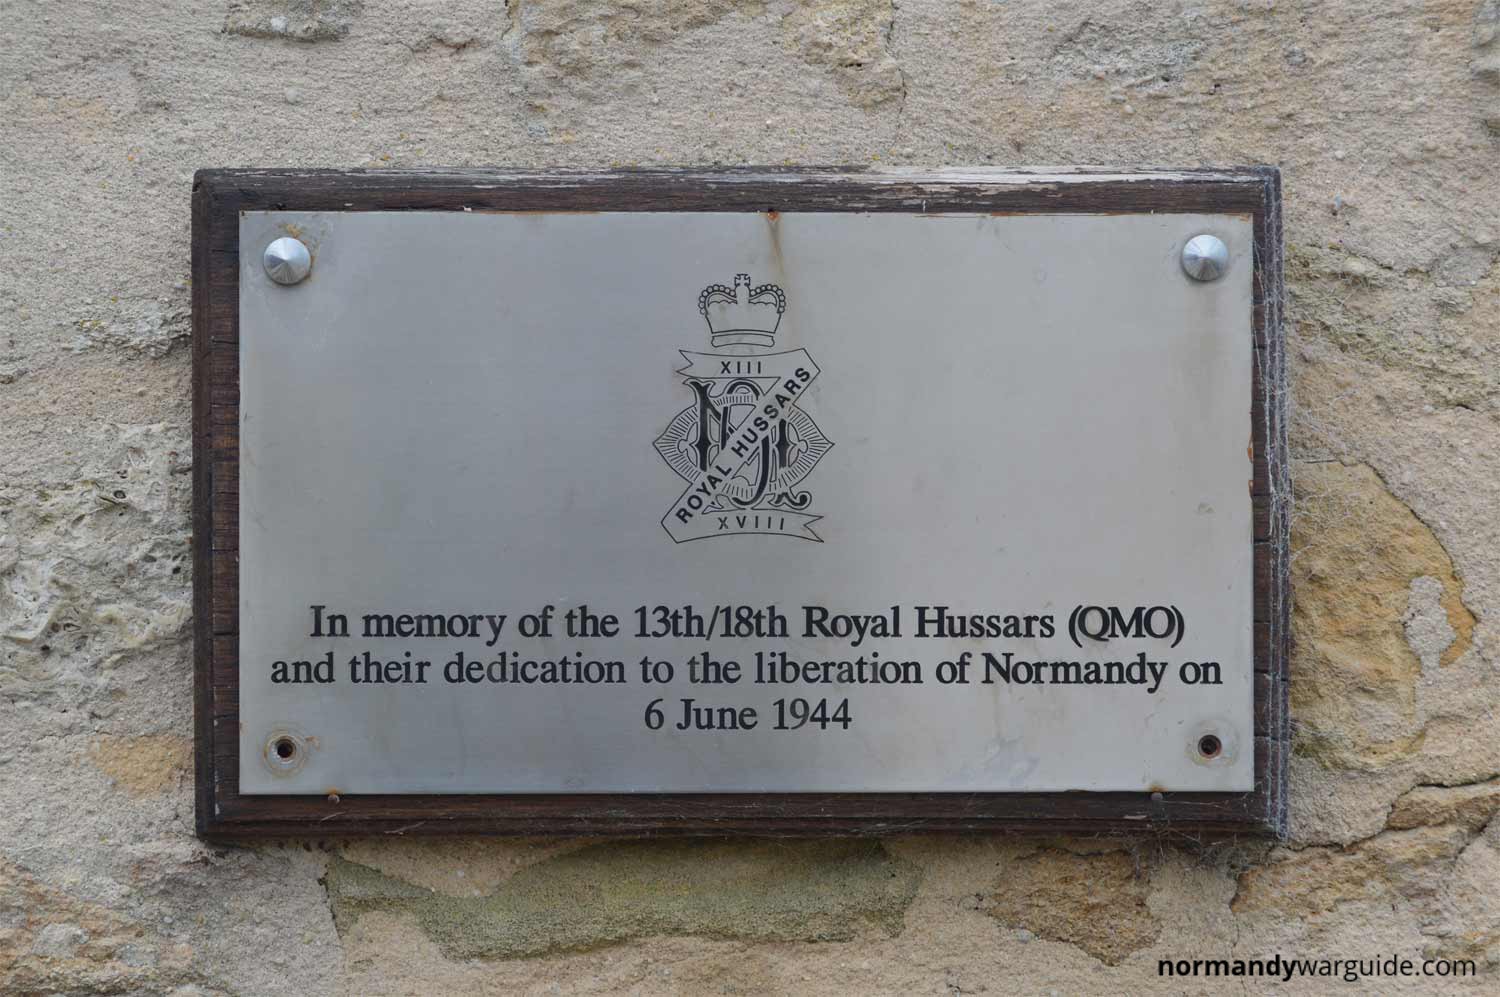 XIII
ROYAL HUSSARS
XVIII
In memory of the 13th/18th Royal Hussars (QMO)
and their dedication to the liberation of Normandy on
6 June 1944
normandywarguide.com